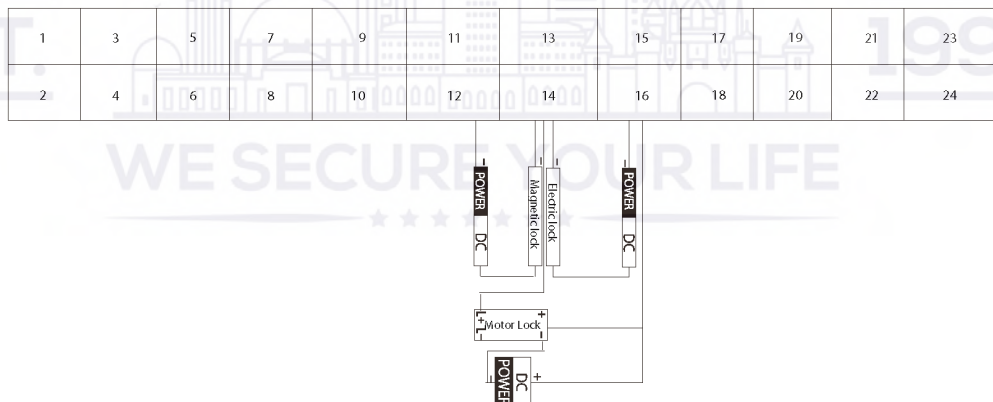 T. 199
1 3 5 7 9 11 13 15 17 19 21 23
2 4 6 8 10 12 14 16 18 20 22 24
WE SECURE YOUR LIFE
- - - -
POWER DC
Magnetic lock
Electric lock
POWER DC
L+ +
Motor Lock
L- -
- +
DC
POWER